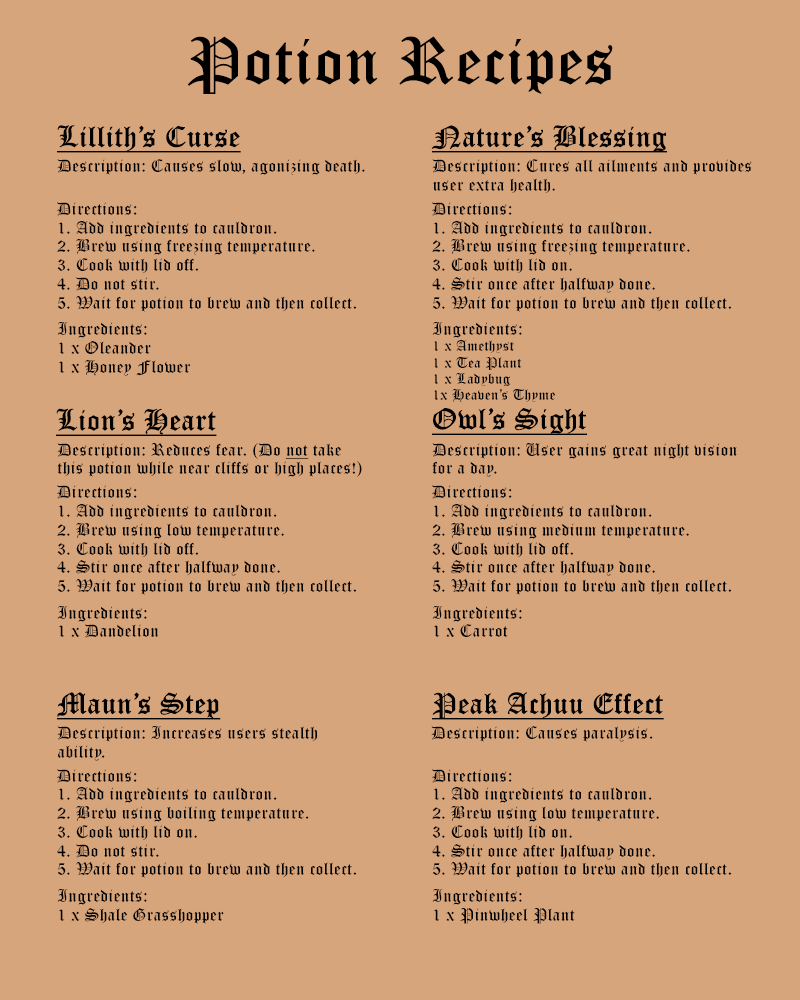 Potion Recipes
Lillith's Curse
Description: Causes slow, agonizing death.
Directions:
1. Add ingredients to cauldron.
2. Brew using freezing temperature.
3. Cook with lid off.
4. Do not stir.
5. Wait for potion to brew and then collect.
Ingredients:
1 x Oleander
1 x Honey Flower
Nature's Blessing
Description: Cures all ailments and provides
user extra health.
Directions:
1. Add ingredients to cauldron.
2. Brew using freezing temperature.
3. Cook with lid on.
4. Stir once after halfway done.
5. Wait for potion to brew and then collect.
Ingredients:
1 x Amethyst
1 x Tea Plant
1 x Ladybug
1x Heaven's Thyme
Lion's Heart
Description: Reduces fear. (Do not take
this potion while near cliffs or high places!)
Directions:
1. Add ingredients to cauldron.
2. Brew using low temperature.
3. Cook with lid off.
4. Stir once after halfway done.
5. Wait for potion to brew and then collect.
Ingredients:
1 x Dandelion
Owl's Sight
Description: User gains great night vision
for a day.
Directions:
1. Add ingredients to cauldron.
2. Brew using medium temperature.
3. Cook with lid off.
4. Stir once after halfway done.
5. Wait for potion to brew and then collect.
Ingredients:
1 x Carrot
Maun's Step
Description: Increases users stealth
ability.
Directions:
1. Add ingredients to cauldron.
2. Brew using boiling temperature.
3. Cook with lid on.
4. Do not stir.
5. Wait for potion to brew and then collect.
Ingredients:
1 x Shale Grasshopper
Peak Achuu Effect
Description: Causes paralysis.
Directions:
1. Add ingredients to cauldron.
2. Brew using low temperature.
3. Cook with lid on.
4. Stir once after halfway done.
5. Wait for potion to brew and then collect.
Ingredients:
1 x Pinwheel Plant